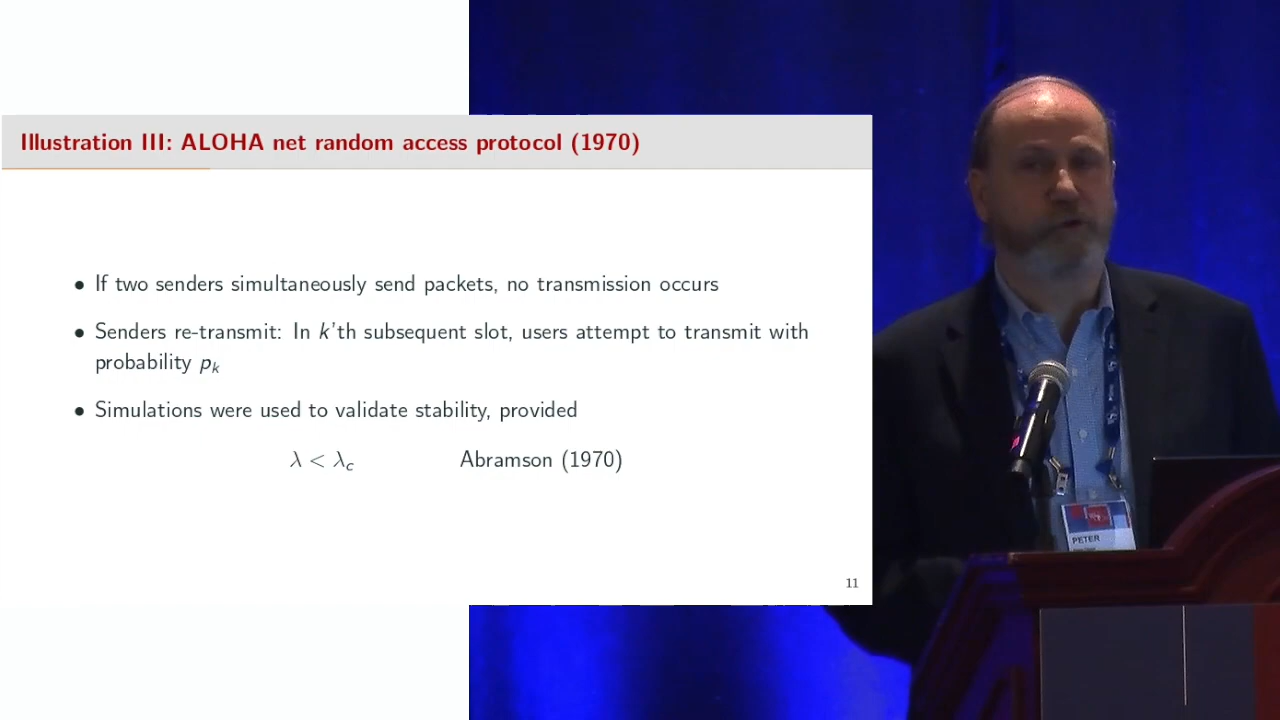 Illustration III: ALOHA net random access protocol (1970)
• If two senders simultaneously send packets, no transmission occurs
• Senders re-transmit: In k'th subsequent slot, users attempt to transmit with
probability pₖ
• Simulations were used to validate stability, provided
λ < λ_c Abramson (1970)
11
PETER